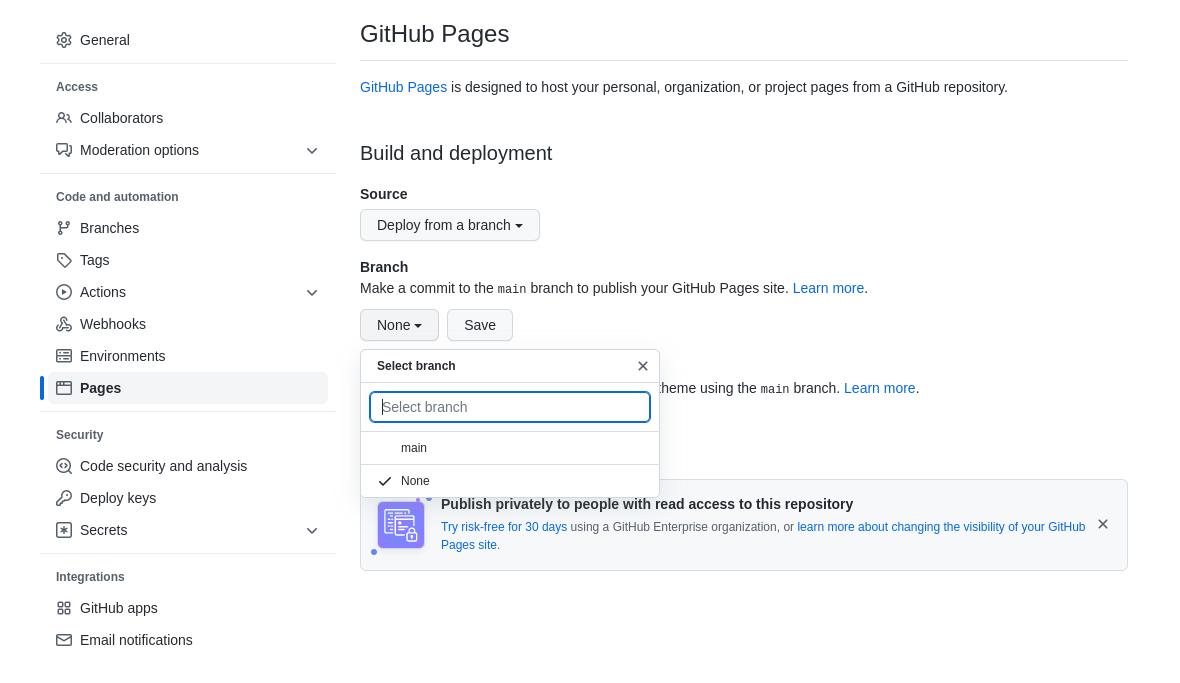 General
Access
Collaborators
Moderation options
Code and automation
Branches
Tags
Actions
Webhooks
Environments
Pages
Security
Code security and analysis
Deploy keys
Secrets
Integrations
GitHub apps
Email notifications
GitHub Pages
GitHub Pages is designed to host your personal, organization, or project pages from a GitHub repository.
Build and deployment
Source
Deploy from a branch
Branch
Make a commit to the main branch to publish your GitHub Pages site. Learn more.
None Save
Select branch
theme using the main branch. Learn more.
Select branch
main
None
Publish privately to people with read access to this repository
Try risk-free for 30 days using a GitHub Enterprise organization, or learn more about changing the visibility of your GitHub
Pages site.